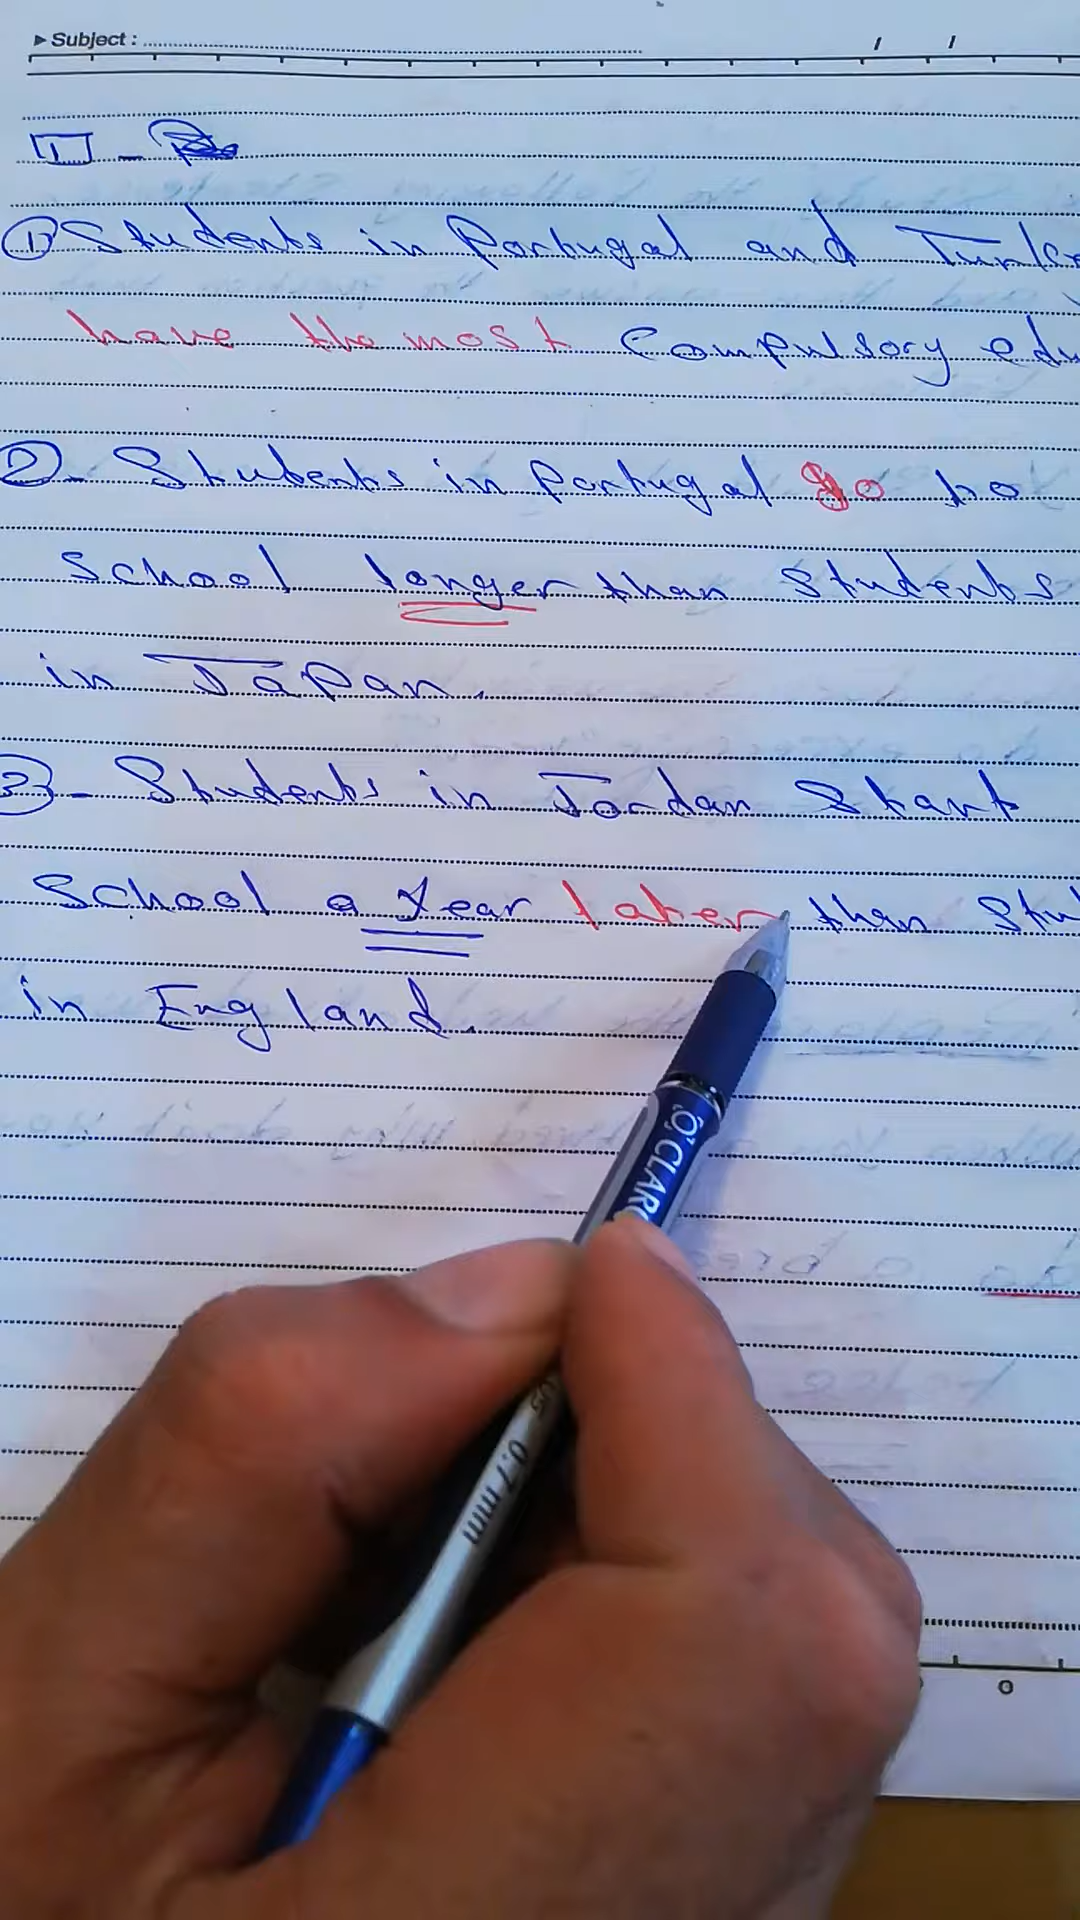 ▸ Subject : / /
1 -
① Students in Portugal and
have the most Compulsory edu
2 - Students in Portugal go to
School longer than students
in Japan.
3 - Students in Jordan Start
School a Year later than Stu
in England.
O'CLARO
0.7 mm
O